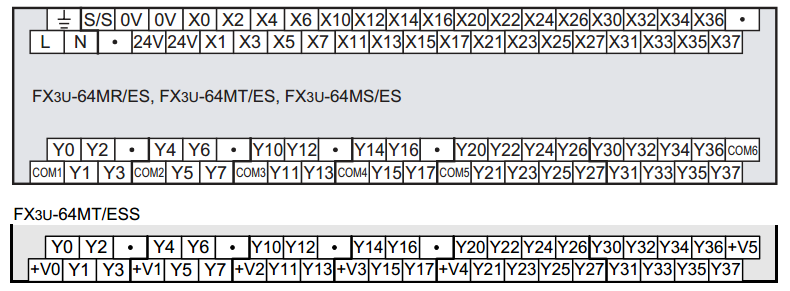 S/S 0V 0V X0 X2 X4 X6 X10 X12 X14 X16 X20 X22 X24 X26 X30 X32 X34 X36 •
L N • 24V 24V X1 X3 X5 X7 X11 X13 X15 X17 X21 X23 X25 X27 X31 X33 X35 X37
FX3U-64MR/ES, FX3U-64MT/ES, FX3U-64MS/ES
Y0 Y2 • Y4 Y6 • Y10 Y12 • Y14 Y16 • Y20 Y22 Y24 Y26 Y30 Y32 Y34 Y36 COM6
COM1 Y1 Y3 COM2 Y5 Y7 COM3 Y11 Y13 COM4 Y15 Y17 COM5 Y21 Y23 Y25 Y27 Y31 Y33 Y35 Y37
FX3U-64MT/ESS
Y0 Y2 • Y4 Y6 • Y10 Y12 • Y14 Y16 • Y20 Y22 Y24 Y26 Y30 Y32 Y34 Y36 +V5
+V0 Y1 Y3 +V1 Y5 Y7 +V2 Y11 Y13 +V3 Y15 Y17 +V4 Y21 Y23 Y25 Y27 Y31 Y33 Y35 Y37